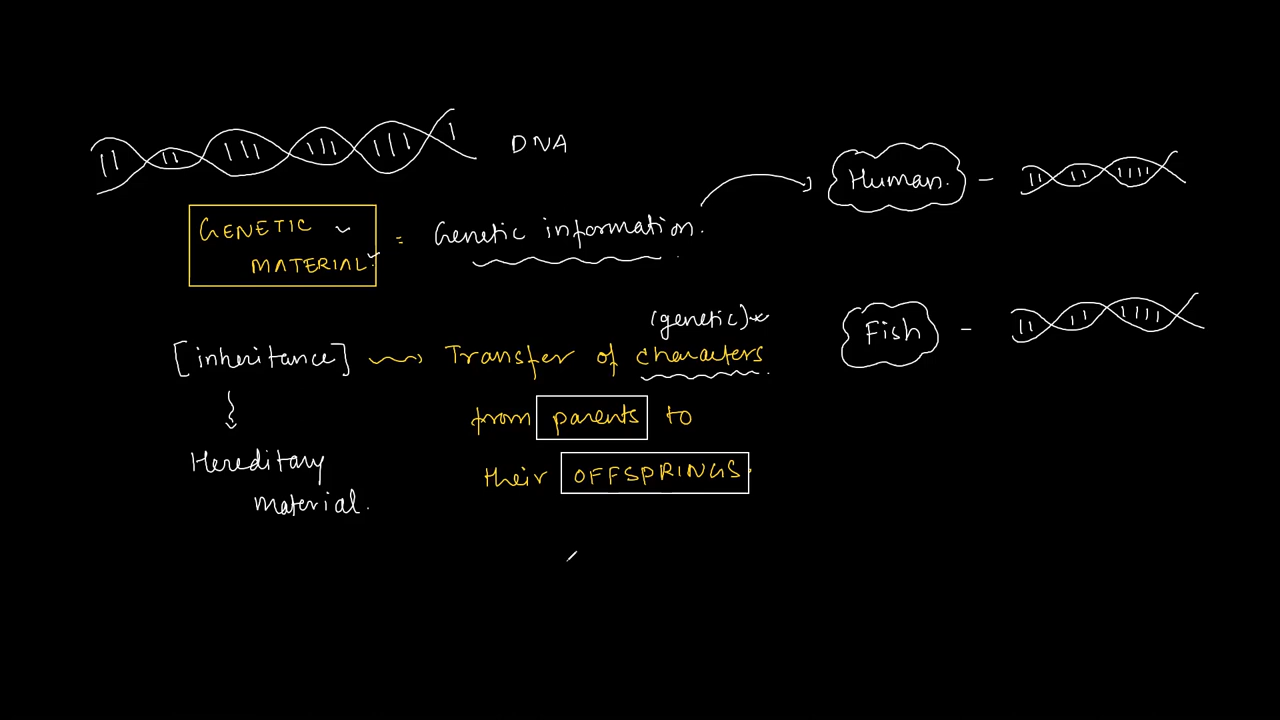 DNA
Human. -
GENETIC
MATERIAL.
= Genetic information.
(genetic)*
Fish -
[inheritance] Transfer of characters
from parents to
Hereditary
their OFFSPRINGS.
material.